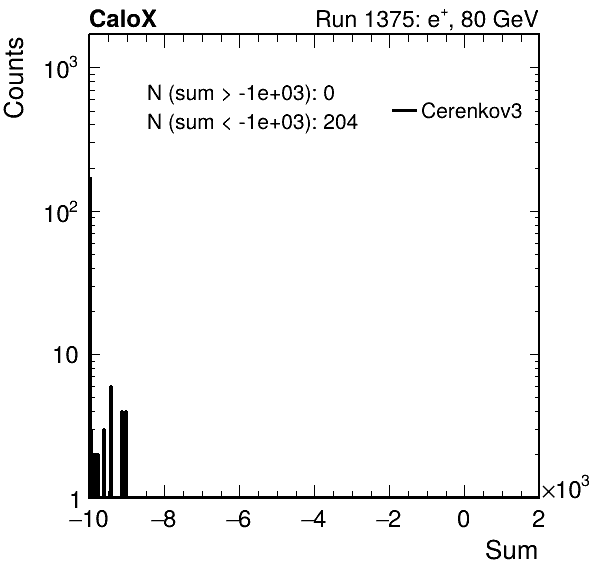 CaloX Run 1375: e⁺, 80 GeV
Counts
N (sum > -1e+03): 0
N (sum < -1e+03): 204
Cerenkov3
10³
10²
10
1
−10 −8 −6 −4 −2 0 2
×10³
Sum